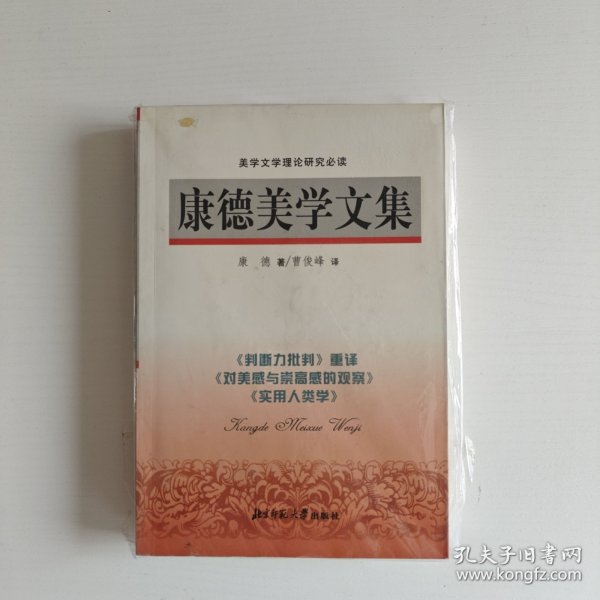 美学文学理论研究必读
康德美学文集
康 德 著/曹俊峰 译
《判断力批判》重译
《对美感与崇高感的观察》
《实用人类学》
Kangde Meixue Wenji
北京师范大学出版社
孔夫子旧书网
www.kongfz.com